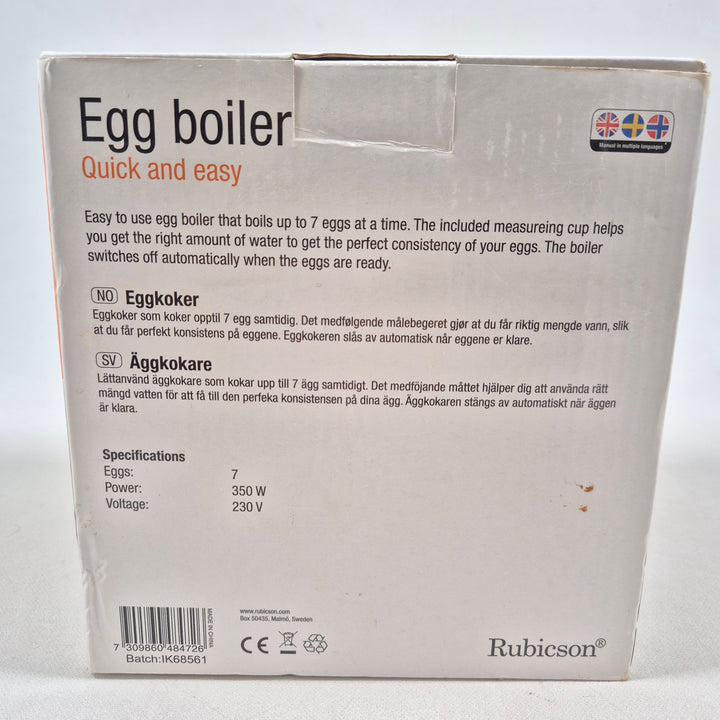 Egg boiler
Quick and easy
Manual in multiple languages
Easy to use egg boiler that boils up to 7 eggs at a time. The included measureing cup helps
you get the right amount of water to get the perfect consistency of your eggs. The boiler
switches off automatically when the eggs are ready.
NO Eggkoker
Eggkoker som koker opptil 7 egg samtidig. Det medfølgende målebegeret gjør at du får riktig mengde vann, slik
at du får perfekt konsistens på eggene. Eggkokeren slås av automatisk når eggene er klare.
SV Äggkokare
Lättanvänd äggkokare som kokar upp till 7 ägg samtidigt. Det medföjande måttet hjälper dig att använda rätt
mängd vatten för att få till den perfeka konsistensen på dina ägg. Äggkokaren stängs av automatiskt när äggen
är klara.
Specifications
Eggs: 7
Power: 350 W
Voltage: 230 V
MADE IN CHINA
7 309860 484726
Batch:IK68561
www.rubicson.com
Box 50435, Malmö, Sweden
CE
Rubicson®